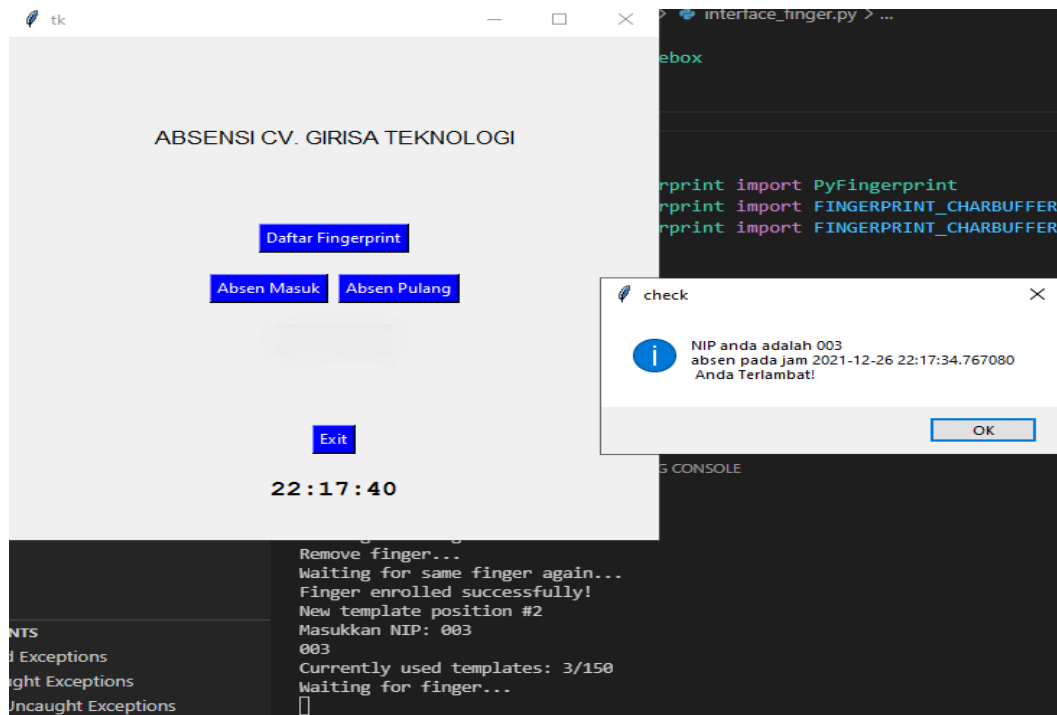 tk
ABSENSI CV. GIRISA TEKNOLOGI
Daftar Fingerprint
Absen Masuk Absen Pulang
Exit
22:17:40
> interface_finger.py > ...
ebox
rprint import PyFingerprint
rprint import FINGERPRINT_CHARBUFFER
rprint import FINGERPRINT_CHARBUFFER
check
NIP anda adalah 003
absen pada jam 2021-12-26 22:17:34.767080
Anda Terlambat!
OK
G CONSOLE
Remove finger...
Waiting for same finger again...
Finger enrolled successfully!
New template position #2
Masukkan NIP: 003
003
Currently used templates: 3/150
Waiting for finger...
NTS
d Exceptions
ught Exceptions
Uncaught Exceptions